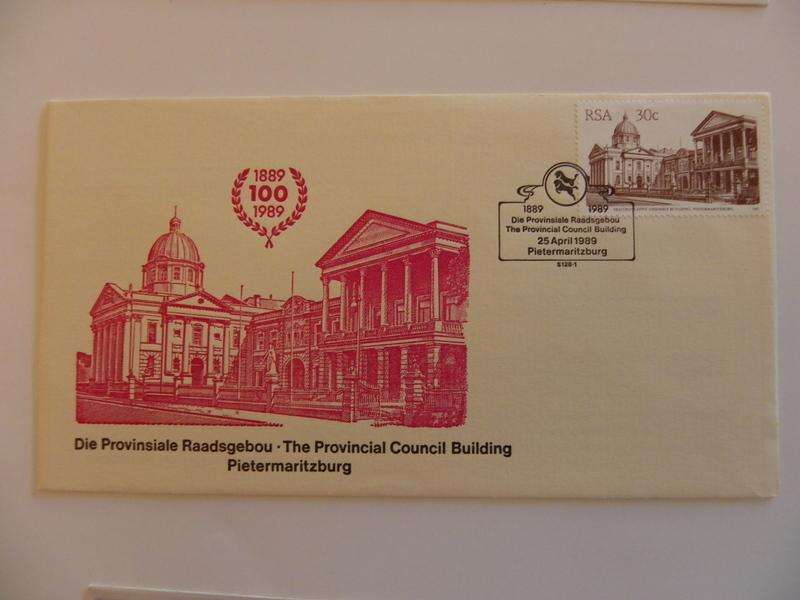 RSA 30c
1889
100
1989
1889 1989
Die Provinsiale Raadsgebou
The Provincial Council Building
25 April 1989
Pietermaritzburg
Die Provinsiale Raadsgebou · The Provincial Council Building
Pietermaritzburg